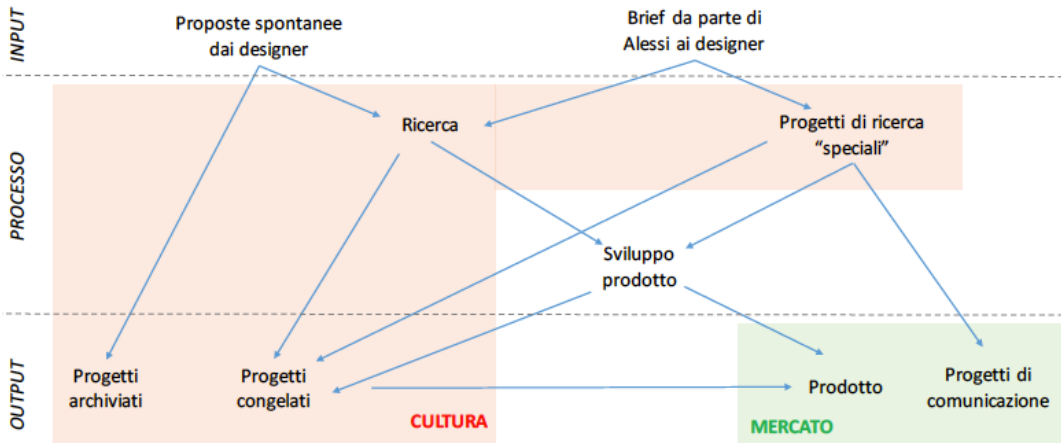 INPUT
Proposte spontanee
dai designer
Brief da parte di
Alessi ai designer
PROCESSO
Ricerca
Progetti di ricerca
“speciali”
Sviluppo
prodotto
OUTPUT
Progetti
archiviati
Progetti
congelati
CULTURA
Prodotto
Progetti di
comunicazione
MERCATO